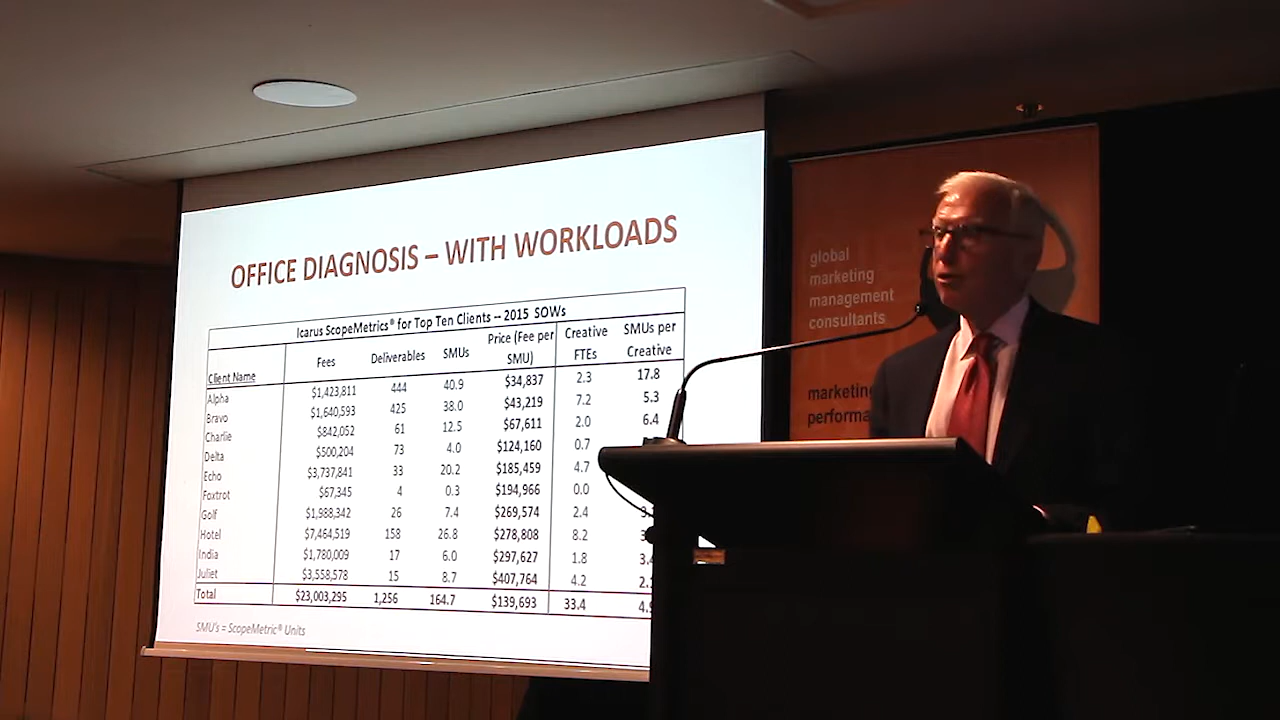 OFFICE DIAGNOSIS – WITH WORKLOADS
Icarus ScopeMetrics® for Top Ten Clients -- 2015 SOWs
Client Name Fees Deliverables SMUs Price (Fee per SMU) Creative FTEs SMUs per Creative
Alpha $1,423,811 444 40.9 $34,837 2.3 17.8
Bravo $1,640,593 425 38.0 $43,219 7.2 5.3
Charlie $842,052 61 12.5 $67,611 2.0 6.4
Delta $500,204 73 4.0 $124,160 0.7
Echo $3,737,841 33 20.2 $185,459 4.7
Foxtrot $67,345 4 0.3 $194,966 0.0
Golf $1,988,342 26 7.4 $269,574 2.4
Hotel $7,464,519 158 26.8 $278,808 8.2
India $1,780,009 17 6.0 $297,627 1.8
Juliet $3,558,578 15 8.7 $407,764 4.2
Total $23,003,295 1,256 164.7 $139,693 33.4
SMU's = ScopeMetric® Units
global
marketing
management
consultants
marketing